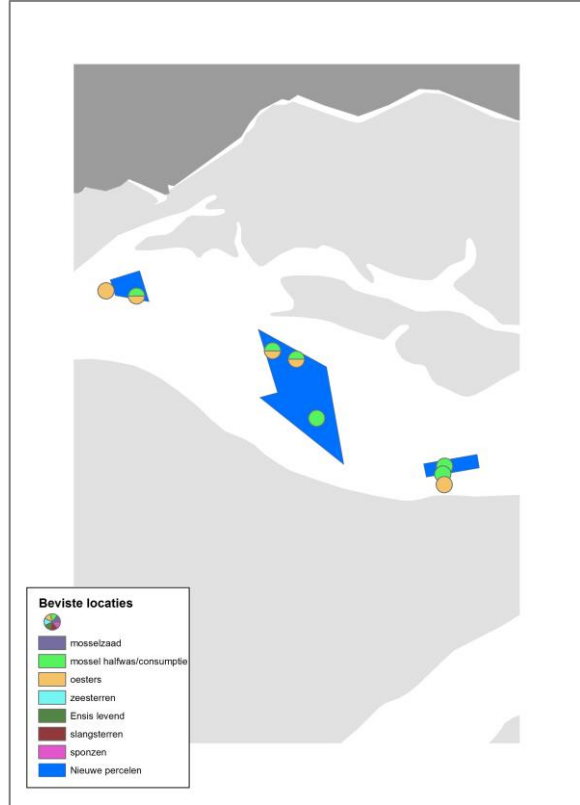 Beviste locaties
mosselzaad
mossel halfwas/consumptie
oesters
zeesterren
Ensis levend
slangsterren
sponzen
Nieuwe percelen